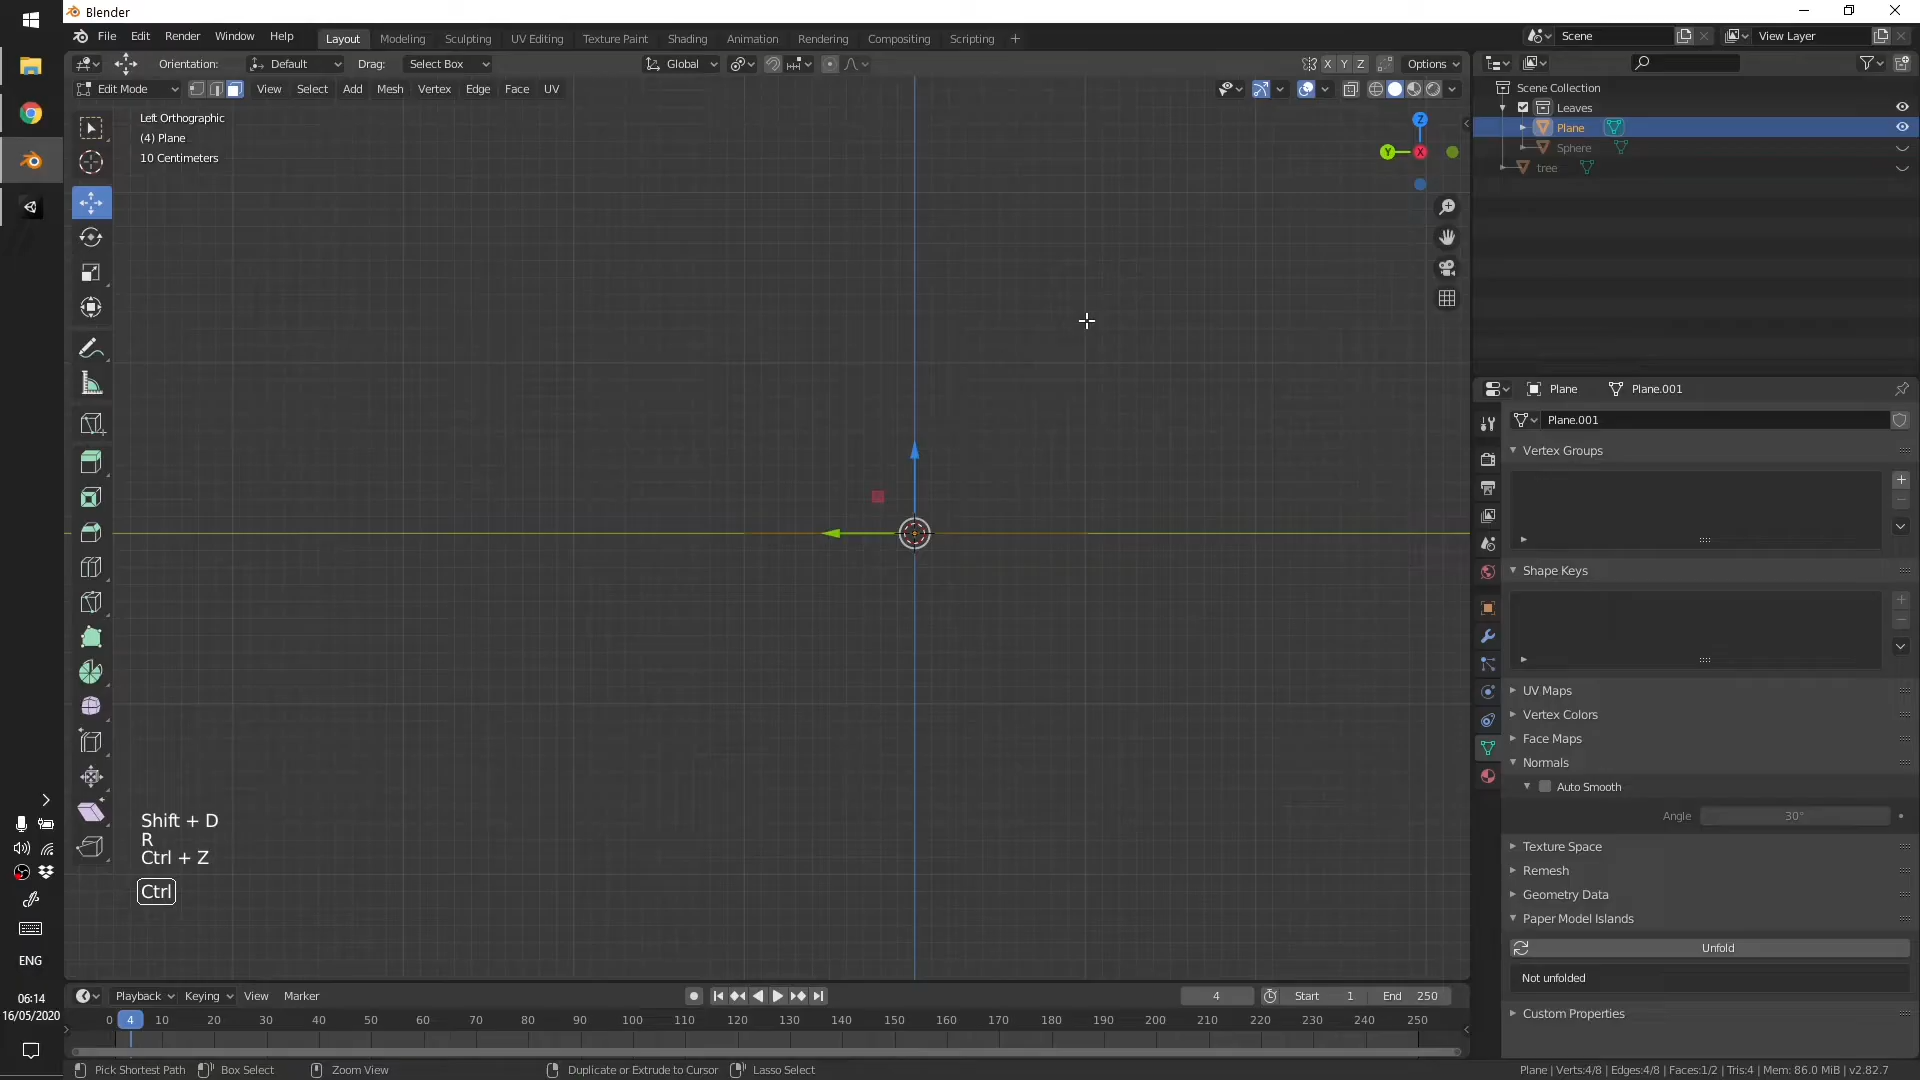 Blender
File Edit Render Window Help
Layout Modeling Sculpting UV Editing Texture Paint Shading Animation Rendering Compositing Scripting
Scene
View Layer
Orientation: Default Drag: Select Box
Global
X Y Z
Options
Edit Mode
View Select Add Mesh Vertex Edge Face UV
Scene Collection
Leaves
Plane
Sphere
tree
Left Orthographic
(4) Plane
10 Centimeters
Z
Y
X
Plane
Plane.001
Plane.001
Vertex Groups
Shape Keys
UV Maps
Vertex Colors
Face Maps
Normals
Auto Smooth
Angle 30°
Texture Space
Remesh
Geometry Data
Paper Model Islands
Unfold
Not unfolded
Custom Properties
Shift + D
R
Ctrl + Z
Ctrl
ENG
06:14
16/05/2020
Playback Keying View Marker
4
Start 1
End 250
0 4 10 20 30 40 50 60 70 80 90 100 110 120 130 140 150 160 170 180 190 200 210 220 230 240 250
Pick Shortest Path Box Select Zoom View Duplicate or Extrude to Cursor Lasso Select
Plane | Verts:4/8 | Edges:4/8 | Faces:1/2 | Tris:4 | Mem: 86.0 MiB | v2.82.7